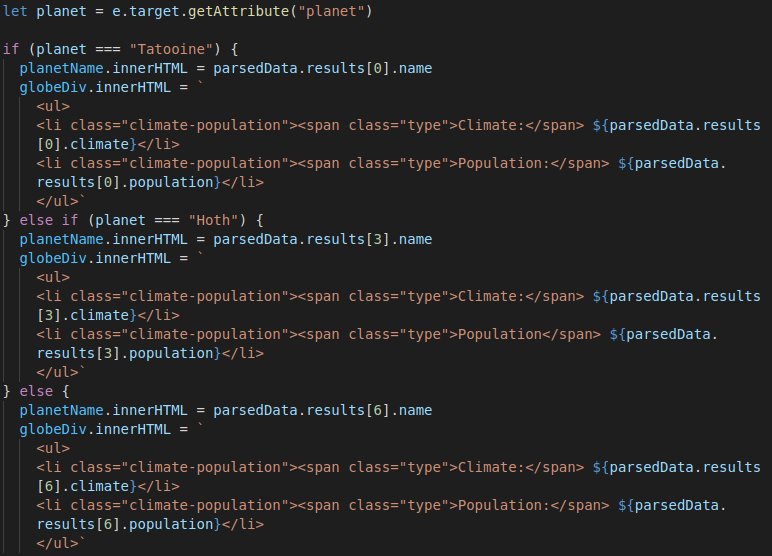 let planet = e.target.getAttribute("planet")
if (planet === "Tatooine") {
planetName.innerHTML = parsedData.results[0].name
globeDiv.innerHTML = `
<ul>
<li class="climate-population"><span class="type">Climate:</span> ${parsedData.results
[0].climate}</li>
<li class="climate-population"><span class="type">Population:</span> ${parsedData.
results[0].population}</li>
</ul>`
} else if (planet === "Hoth") {
planetName.innerHTML = parsedData.results[3].name
globeDiv.innerHTML = `
<ul>
<li class="climate-population"><span class="type">Climate:</span> ${parsedData.results
[3].climate}</li>
<li class="climate-population"><span class="type">Population</span> ${parsedData.
results[3].population}</li>
</ul>`
} else {
planetName.innerHTML = parsedData.results[6].name
globeDiv.innerHTML = `
<ul>
<li class="climate-population"><span class="type">Climate:</span> ${parsedData.results
[6].climate}</li>
<li class="climate-population"><span class="type">Population:</span> ${parsedData.
results[6].population}</li>
</ul>`